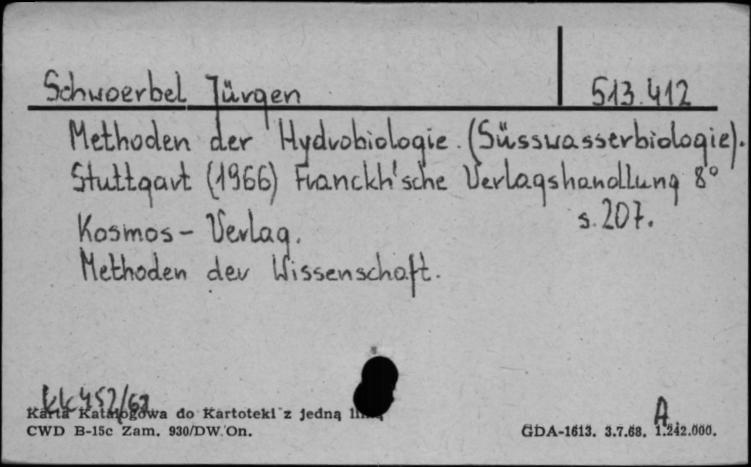 Schwoerbel Jürgen 513.412
Methoden der Hydrobiologie. (Süsswasserbiologie).
Stuttgart (1966) Franckh'sche Verlagshandlung 8°
s. 207.
Kosmos - Verlag.
Methoden der Wissenschaft.
kk 452/67
Karta Katalogowa do Kartoteki z jedną
CWD B-15c Zam. 930/DW. On.
A.
GDA-1613. 3.7.68. 1.242.000.